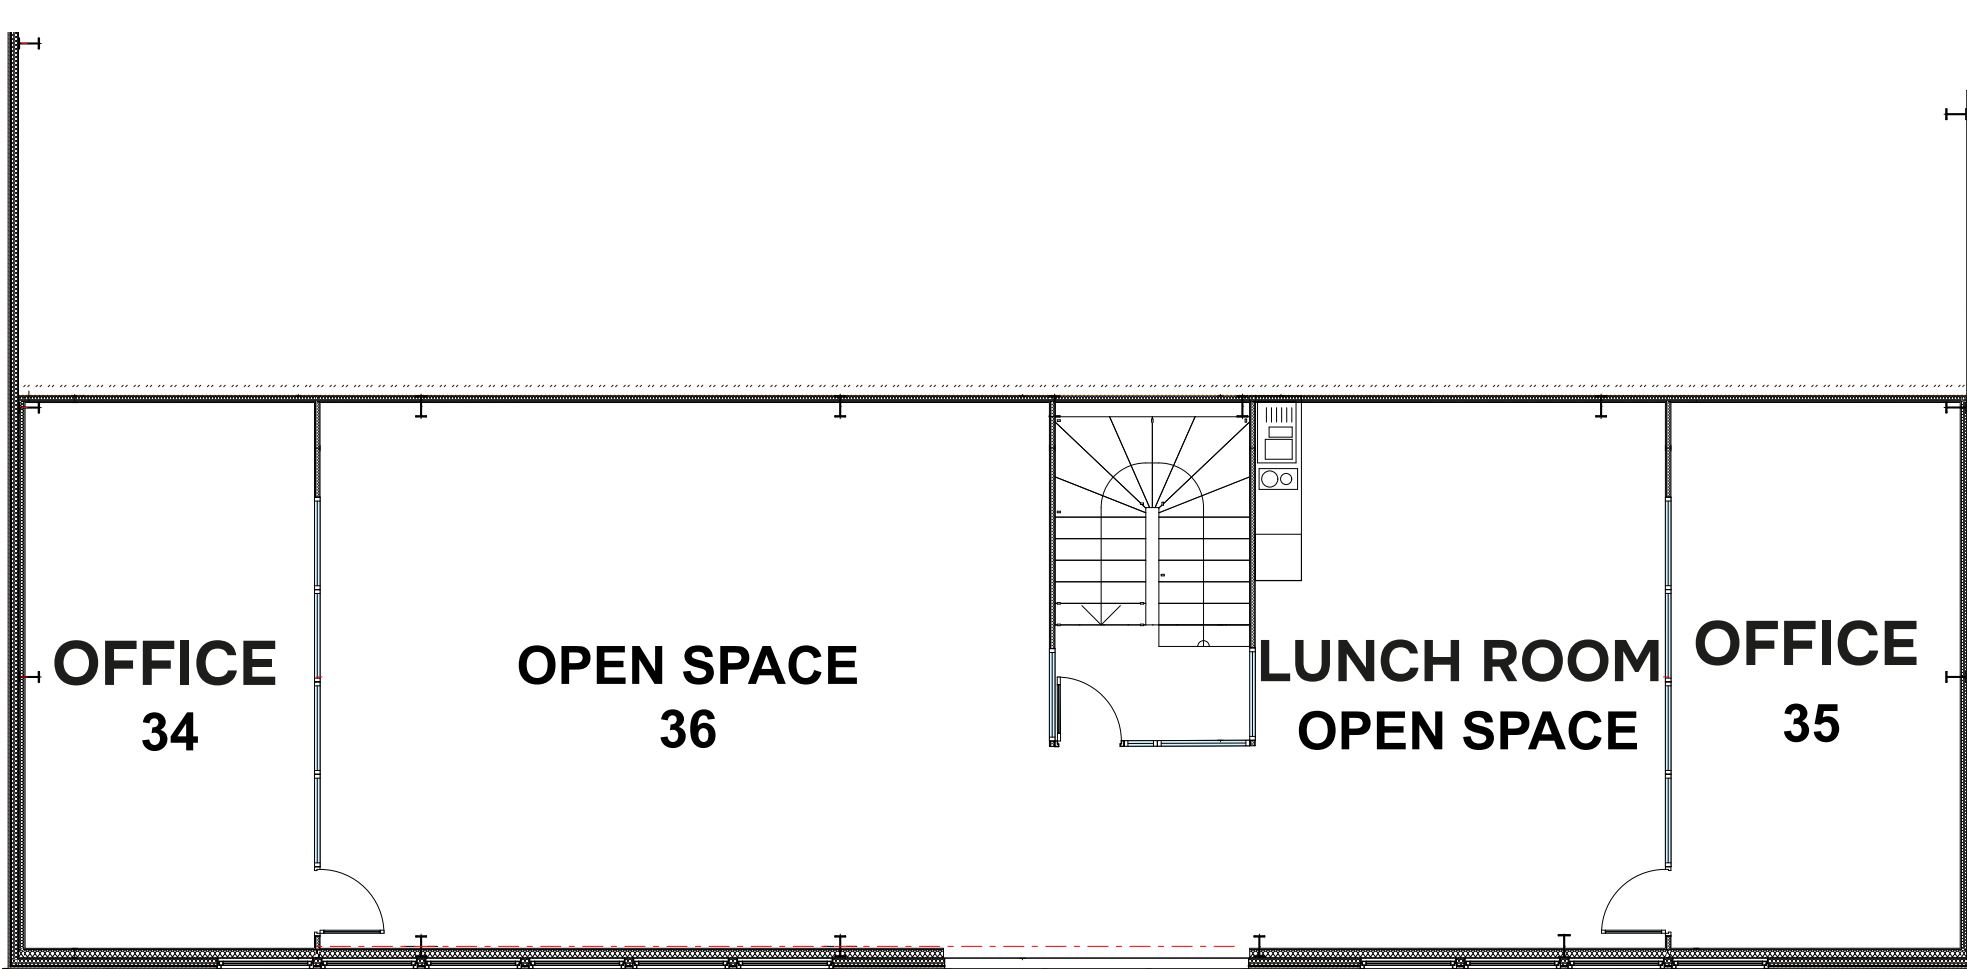 OFFICE
34
OPEN SPACE
36
LUNCH ROOM
OPEN SPACE
OFFICE
35